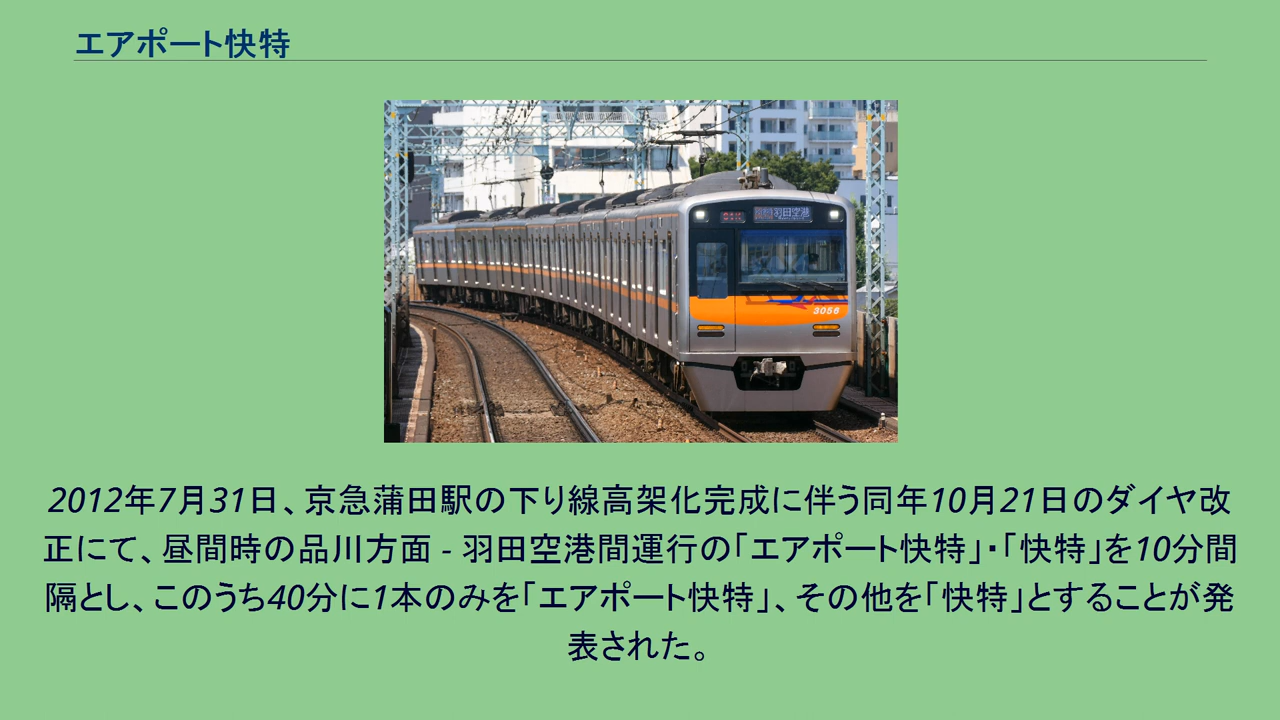 エアポート快特
羽田空港
3056
2012年7月31日、京急蒲田駅の下り線高架化完成に伴う同年10月21日のダイヤ改
正にて、昼間時の品川方面 - 羽田空港間運行の「エアポート快特」・「快特」を10分間
隔とし、このうち40分に1本のみを「エアポート快特」、その他を「快特」とすることが発
表された。